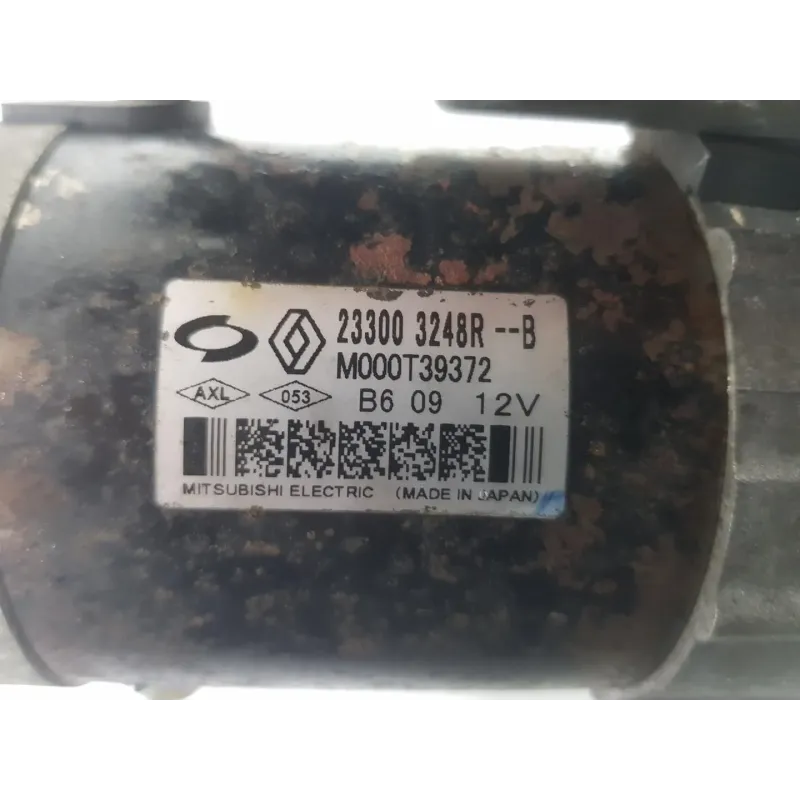 23300 3248R --B
M000T39372
AXL 053 B6 09 12V
MITSUBISHI ELECTRIC (MADE IN JAPAN)